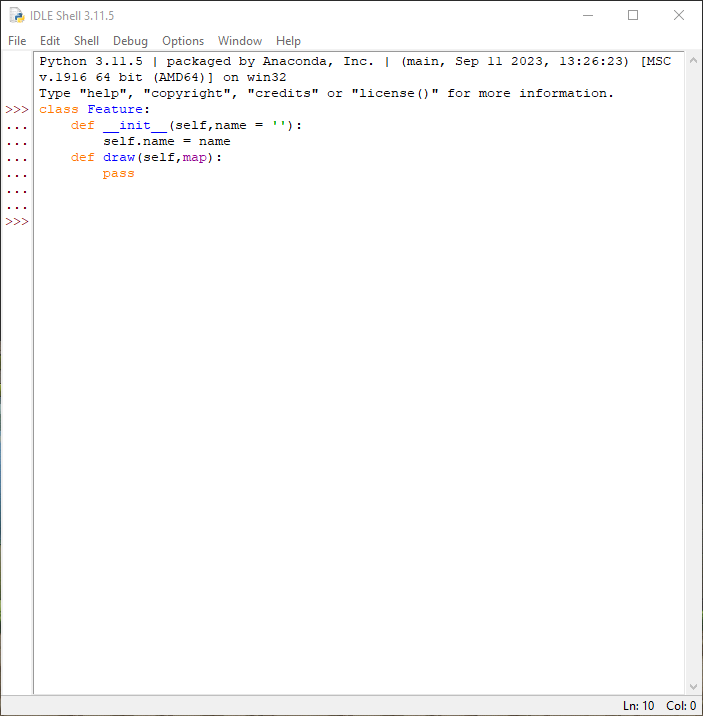 IDLE Shell 3.11.5
File Edit Shell Debug Options Window Help
Python 3.11.5 | packaged by Anaconda, Inc. | (main, Sep 11 2023, 13:26:23) [MSC
v.1916 64 bit (AMD64)] on win32
Type "help", "copyright", "credits" or "license()" for more information.
>>> class Feature:
...     def __init__(self,name = ''):
...         self.name = name
...     def draw(self,map):
...         pass
...
...
>>>
Ln: 10 Col: 0